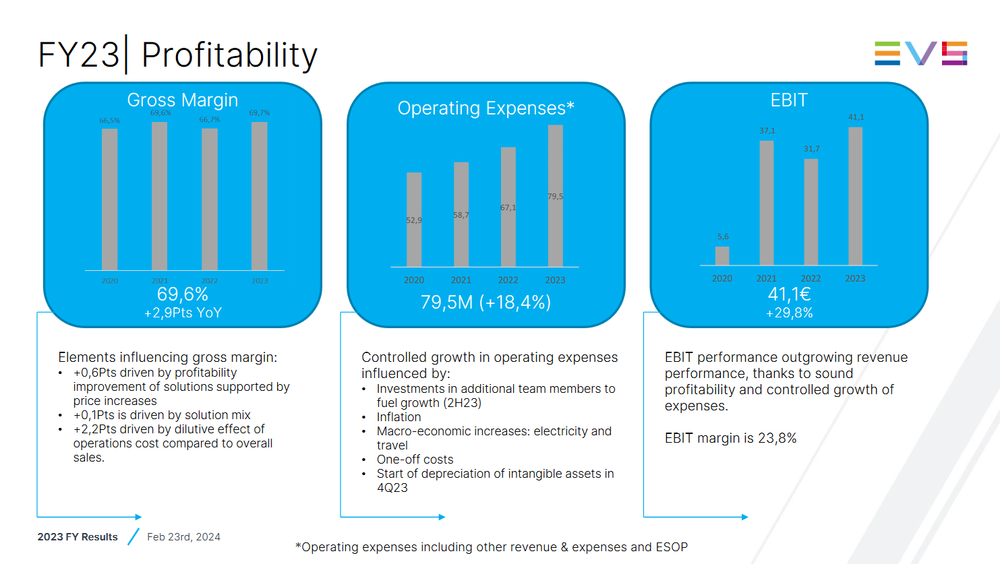 FY23| Profitability
EVS
Gross Margin
66,5%
69,6%
66,7%
69,7%
2020
2021
2022
2023
69,6%
+2,9Pts YoY
Elements influencing gross margin:
• +0,6Pts driven by profitability
improvement of solutions supported by
price increases
• +0,1Pts is driven by solution mix
• +2,2Pts driven by dilutive effect of
operations cost compared to overall
sales.
Operating Expenses*
52,9
58,7
67,1
79,5
2020
2021
2022
2023
79,5M (+18,4%)
Controlled growth in operating expenses
influenced by:
• Investments in additional team members to
fuel growth (2H23)
• Inflation
• Macro-economic increases: electricity and
travel
• One-off costs
• Start of depreciation of intangible assets in
4Q23
EBIT
5,6
37,1
31,7
41,1
2020
2021
2022
2023
41,1€
+29,8%
EBIT performance outgrowing revenue
performance, thanks to sound
profitability and controlled growth of
expenses.
EBIT margin is 23,8%
2023 FY Results
Feb 23rd, 2024
*Operating expenses including other revenue & expenses and ESOP